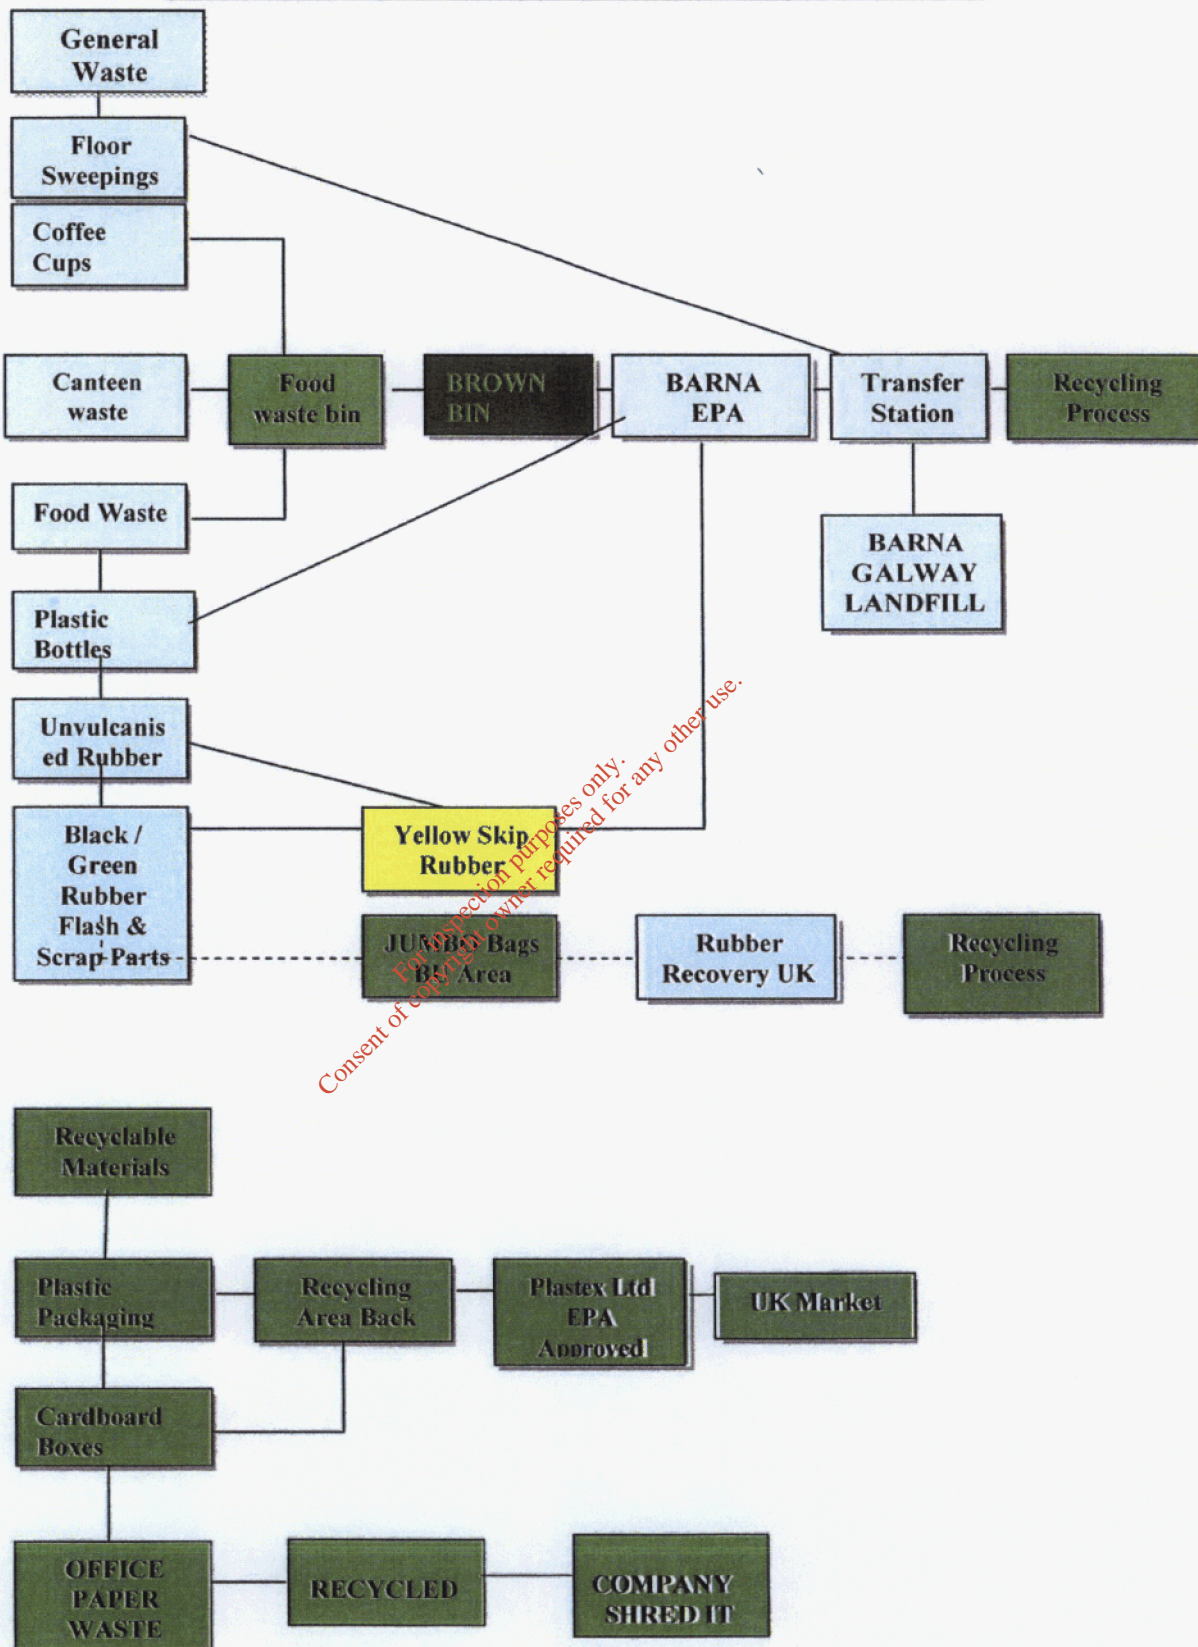 General
Waste
Floor
Sweepings
Coffee
Cups
Canteen
waste
Food
waste bin
BROWN
BIN
BARNA
EPA
Transfer
Station
Recycling
Process
Food Waste
BARNA
GALWAY
LANDFILL
Plastic
Bottles
Unvulcanis
ed Rubber
Black /
Green
Rubber
Flash &
Scrap Parts
Yellow Skip
Rubber
JUMBO Bags
Area
Rubber
Recovery UK
Recycling
Process
For inspection purposes only.
Consent of copyright owner required for any other use.
Recyclable
Materials
Plastic
Packaging
Recycling
Area Back
Plastex Ltd
EPA
Approved
UK Market
Cardboard
Boxes
OFFICE
PAPER
WASTE
RECYCLED
COMPANY
SHRED IT